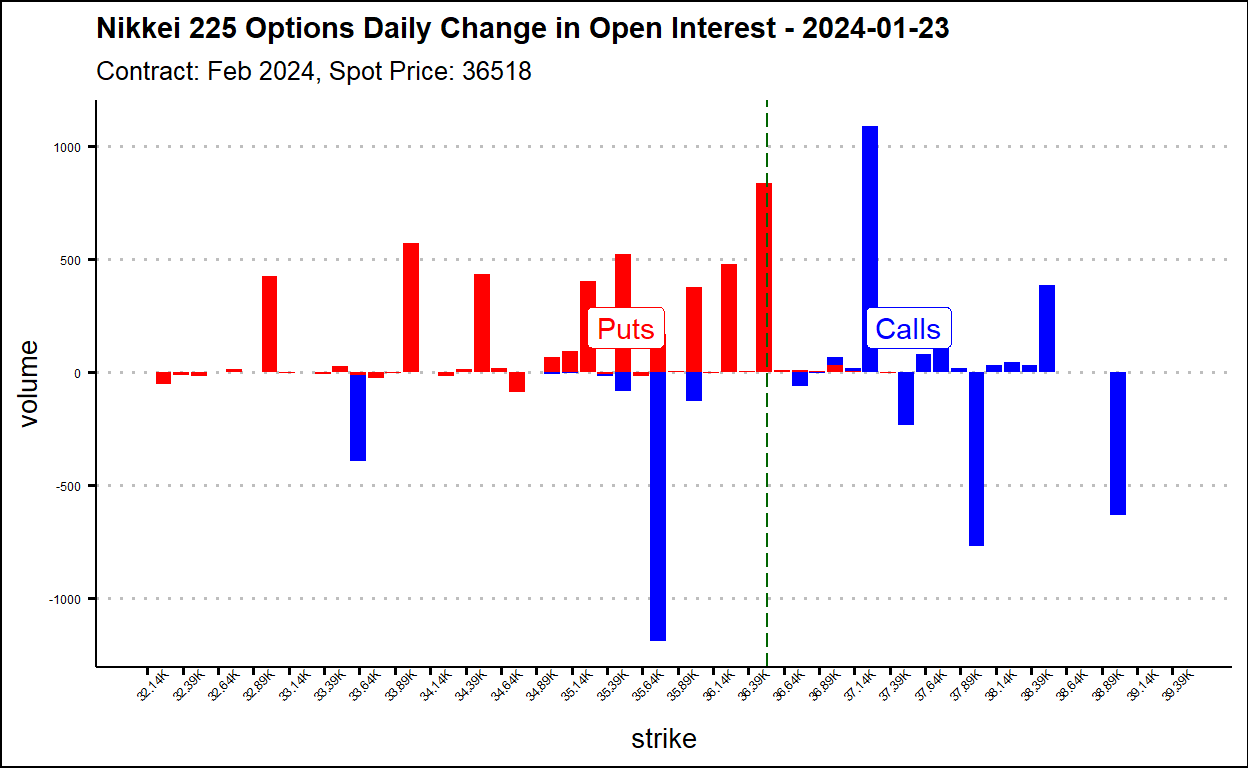 Nikkei 225 Options Daily Change in Open Interest - 2024-01-23
Contract: Feb 2024, Spot Price: 36518
1000
500
0
-500
-1000
volume
Puts
Calls
32.14K
32.39K
32.64K
32.89K
33.14K
33.39K
33.64K
33.89K
34.14K
34.39K
34.64K
34.89K
35.14K
35.39K
35.64K
35.89K
36.14K
36.39K
36.64K
36.89K
37.14K
37.39K
37.64K
37.89K
38.14K
38.39K
38.64K
38.89K
39.14K
39.39K
strike